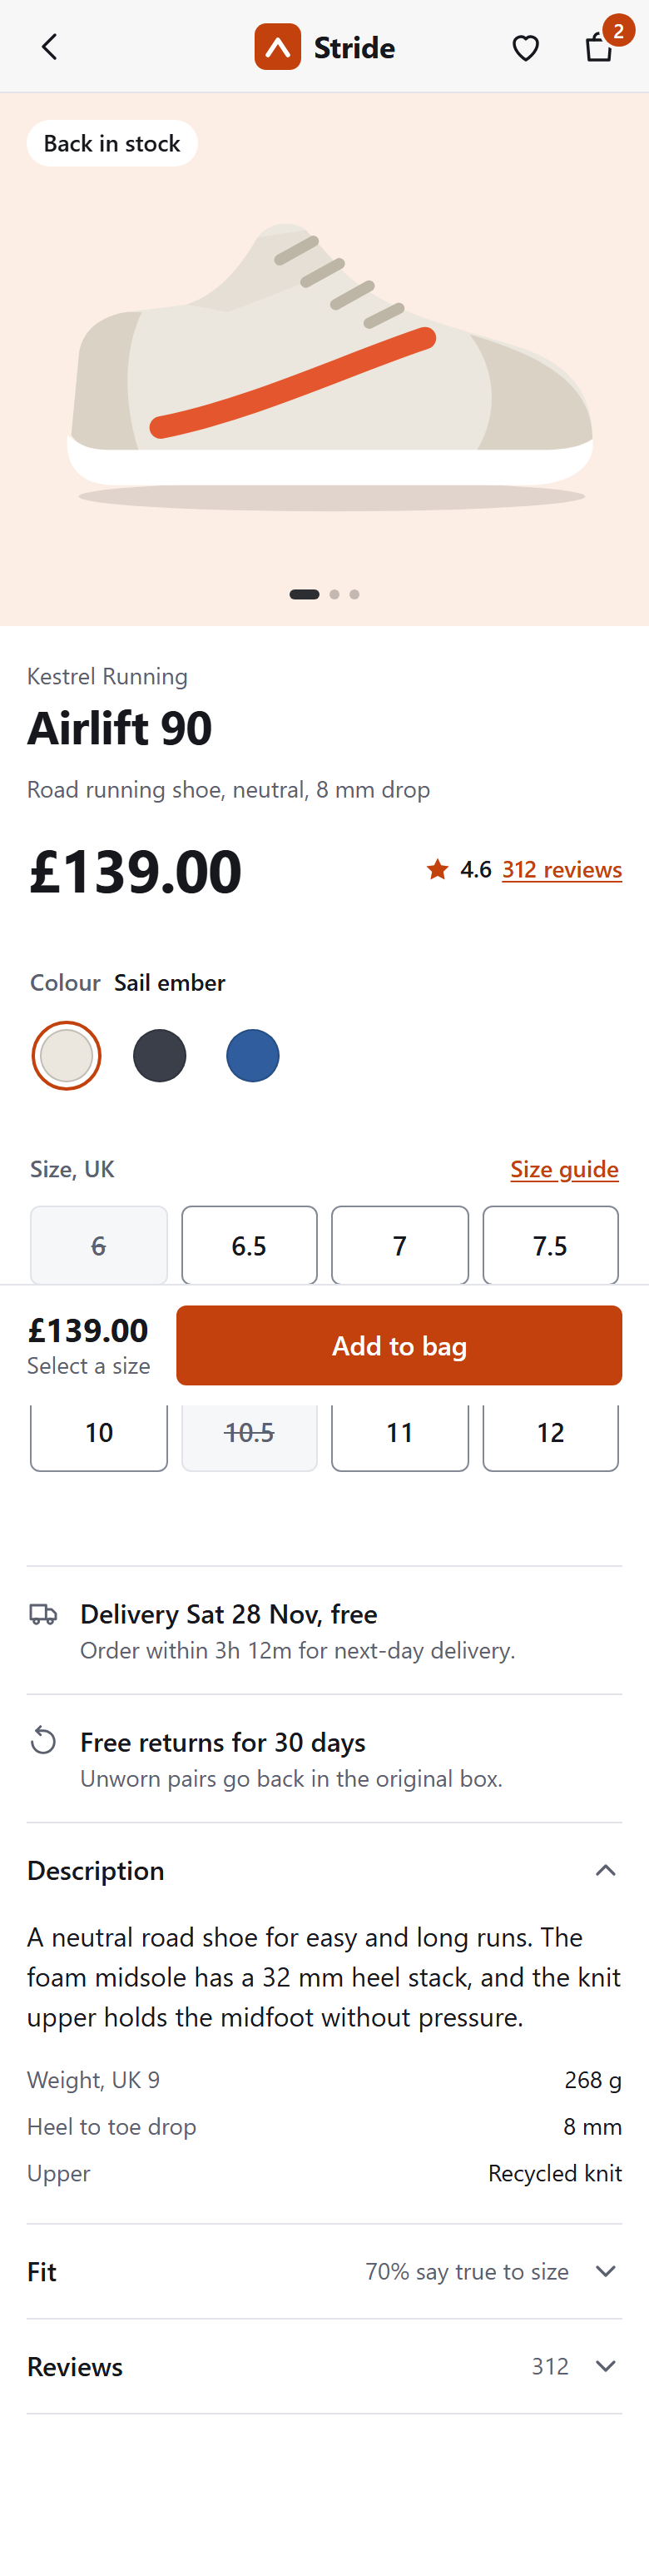 Stride
2
Back in stock
Kestrel Running
Airlift 90
Road running shoe, neutral, 8 mm drop
£139.00
4.6 312 reviews
Colour Sail ember
Size, UK
Size guide
6 6.5 7 7.5
£139.00
Select a size
Add to bag
10 10.5 11 12
Delivery Sat 28 Nov, free
Order within 3h 12m for next-day delivery.
Free returns for 30 days
Unworn pairs go back in the original box.
Description
A neutral road shoe for easy and long runs. The
foam midsole has a 32 mm heel stack, and the knit
upper holds the midfoot without pressure.
Weight, UK 9 268 g
Heel to toe drop 8 mm
Upper Recycled knit
Fit 70% say true to size
Reviews 312